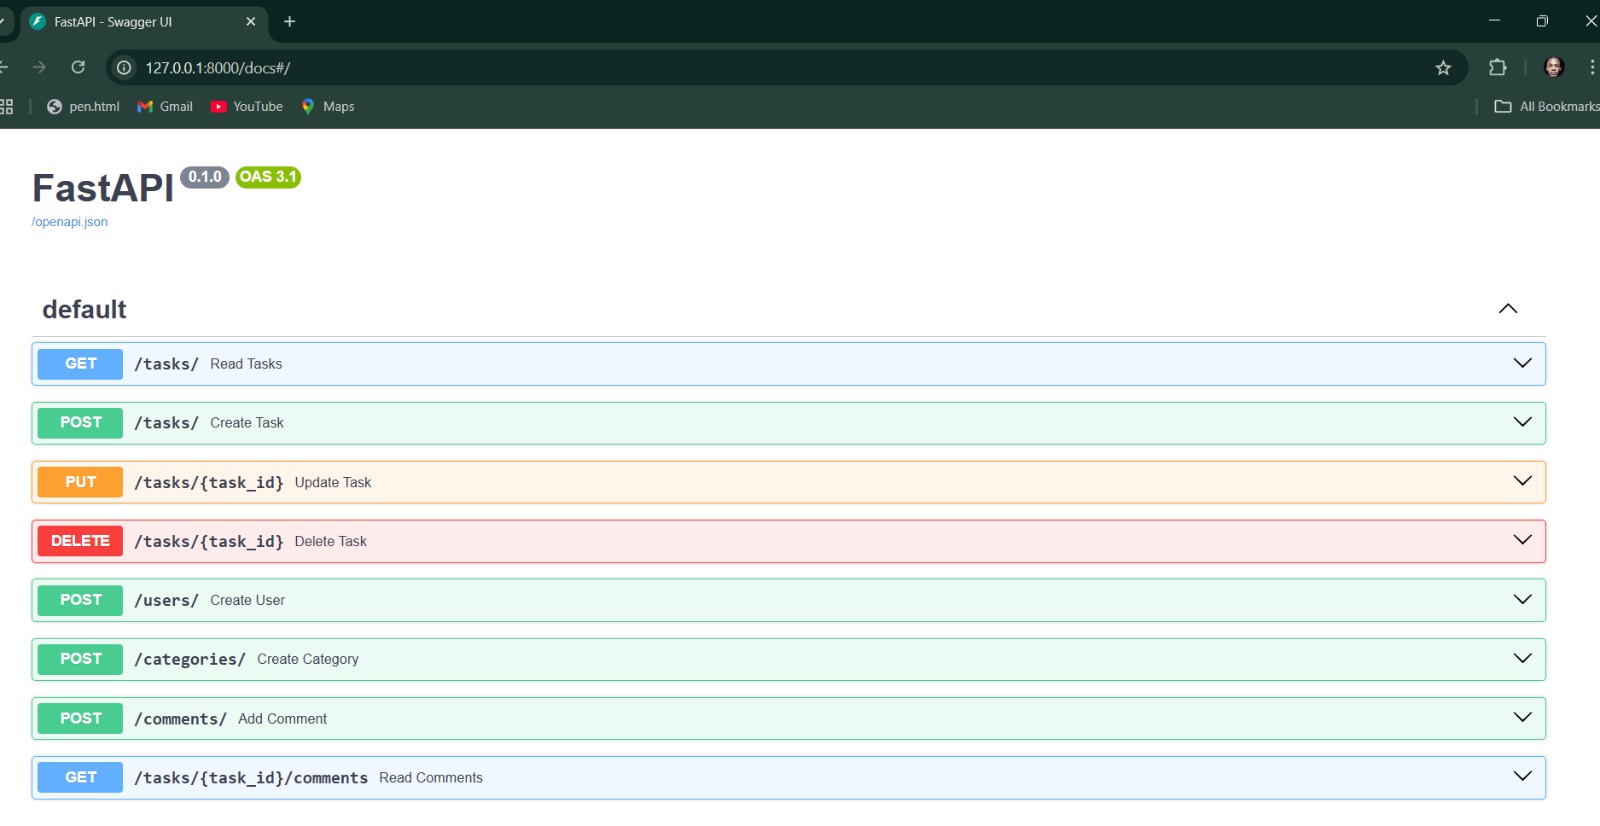 FastAPI - Swagger UI
127.0.0.1:8000/docs#/
pen.html Gmail YouTube Maps All Bookmarks
FastAPI 0.1.0 OAS 3.1
/openapi.json
default
GET /tasks/ Read Tasks
POST /tasks/ Create Task
PUT /tasks/{task_id} Update Task
DELETE /tasks/{task_id} Delete Task
POST /users/ Create User
POST /categories/ Create Category
POST /comments/ Add Comment
GET /tasks/{task_id}/comments Read Comments